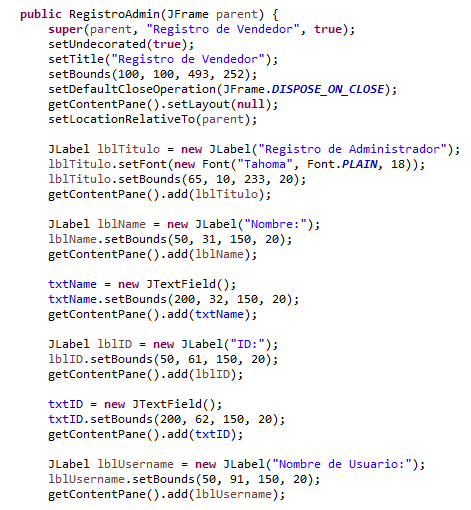 public RegistroAdmin(JFrame parent) {
super(parent, "Registro de Vendedor", true);
setUndecorated(true);
setTitle("Registro de Vendedor");
setBounds(100, 100, 493, 252);
setDefaultCloseOperation(JFrame.DISPOSE_ON_CLOSE);
getContentPane().setLayout(null);
setLocationRelativeTo(parent);
JLabel lblTitulo = new JLabel("Registro de Administrador");
lblTitulo.setFont(new Font("Tahoma", Font.PLAIN, 18));
lblTitulo.setBounds(65, 10, 233, 20);
getContentPane().add(lblTitulo);
JLabel lblName = new JLabel("Nombre:");
lblName.setBounds(50, 31, 150, 20);
getContentPane().add(lblName);
txtName = new JTextField();
txtName.setBounds(200, 32, 150, 20);
getContentPane().add(txtName);
JLabel lblID = new JLabel("ID:");
lblID.setBounds(50, 61, 150, 20);
getContentPane().add(lblID);
txtID = new JTextField();
txtID.setBounds(200, 62, 150, 20);
getContentPane().add(txtID);
JLabel lblUsername = new JLabel("Nombre de Usuario:");
lblUsername.setBounds(50, 91, 150, 20);
getContentPane().add(lblUsername);